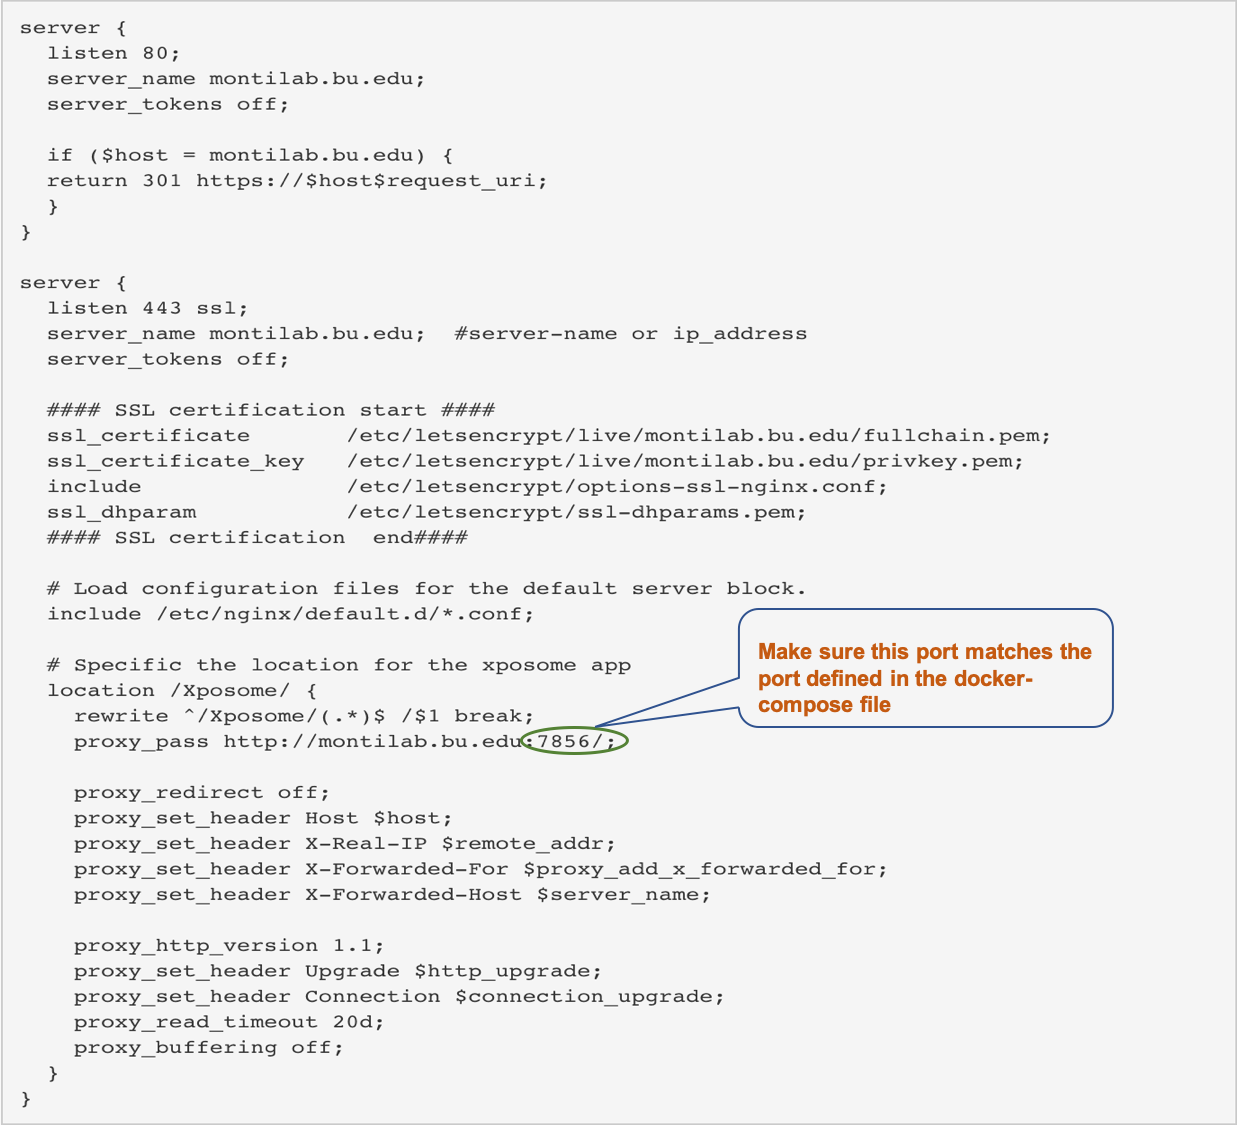 server {
listen 80;
server_name montilab.bu.edu;
server_tokens off;
if ($host = montilab.bu.edu) {
return 301 https://$host$request_uri;
}
}
server {
listen 443 ssl;
server_name montilab.bu.edu;  #server-name or ip_address
server_tokens off;
#### SSL certification start ####
ssl_certificate       /etc/letsencrypt/live/montilab.bu.edu/fullchain.pem;
ssl_certificate_key   /etc/letsencrypt/live/montilab.bu.edu/privkey.pem;
include               /etc/letsencrypt/options-ssl-nginx.conf;
ssl_dhparam           /etc/letsencrypt/ssl-dhparams.pem;
#### SSL certification  end####
# Load configuration files for the default server block.
include /etc/nginx/default.d/*.conf;
# Specific the location for the xposome app
location /Xposome/ {
rewrite ^/Xposome/(.*)$ /$1 break;
proxy_pass http://montilab.bu.edu:7856/;
Make sure this port matches the
port defined in the docker-
compose file
proxy_redirect off;
proxy_set_header Host $host;
proxy_set_header X-Real-IP $remote_addr;
proxy_set_header X-Forwarded-For $proxy_add_x_forwarded_for;
proxy_set_header X-Forwarded-Host $server_name;
proxy_http_version 1.1;
proxy_set_header Upgrade $http_upgrade;
proxy_set_header Connection $connection_upgrade;
proxy_read_timeout 20d;
proxy_buffering off;
}
}